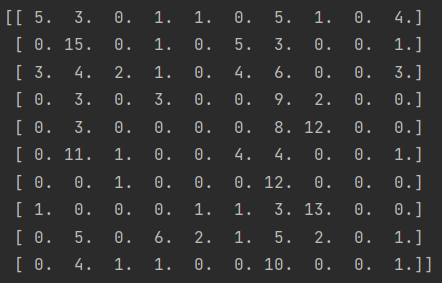 [[ 5.  3.  0.  1.  1.  0.  5.  1.  0.  4.]
 [ 0. 15.  0.  1.  0.  5.  3.  0.  0.  1.]
 [ 3.  4.  2.  1.  0.  4.  6.  0.  0.  3.]
 [ 0.  3.  0.  3.  0.  0.  9.  2.  0.  0.]
 [ 0.  3.  0.  0.  0.  0.  8. 12.  0.  0.]
 [ 0. 11.  1.  0.  0.  4.  4.  0.  0.  1.]
 [ 0.  0.  1.  0.  0.  0. 12.  0.  0.  0.]
 [ 1.  0.  0.  0.  1.  1.  3. 13.  0.  0.]
 [ 0.  5.  0.  6.  2.  1.  5.  2.  0.  1.]
 [ 0.  4.  1.  1.  0.  0. 10.  0.  0.  1.]]